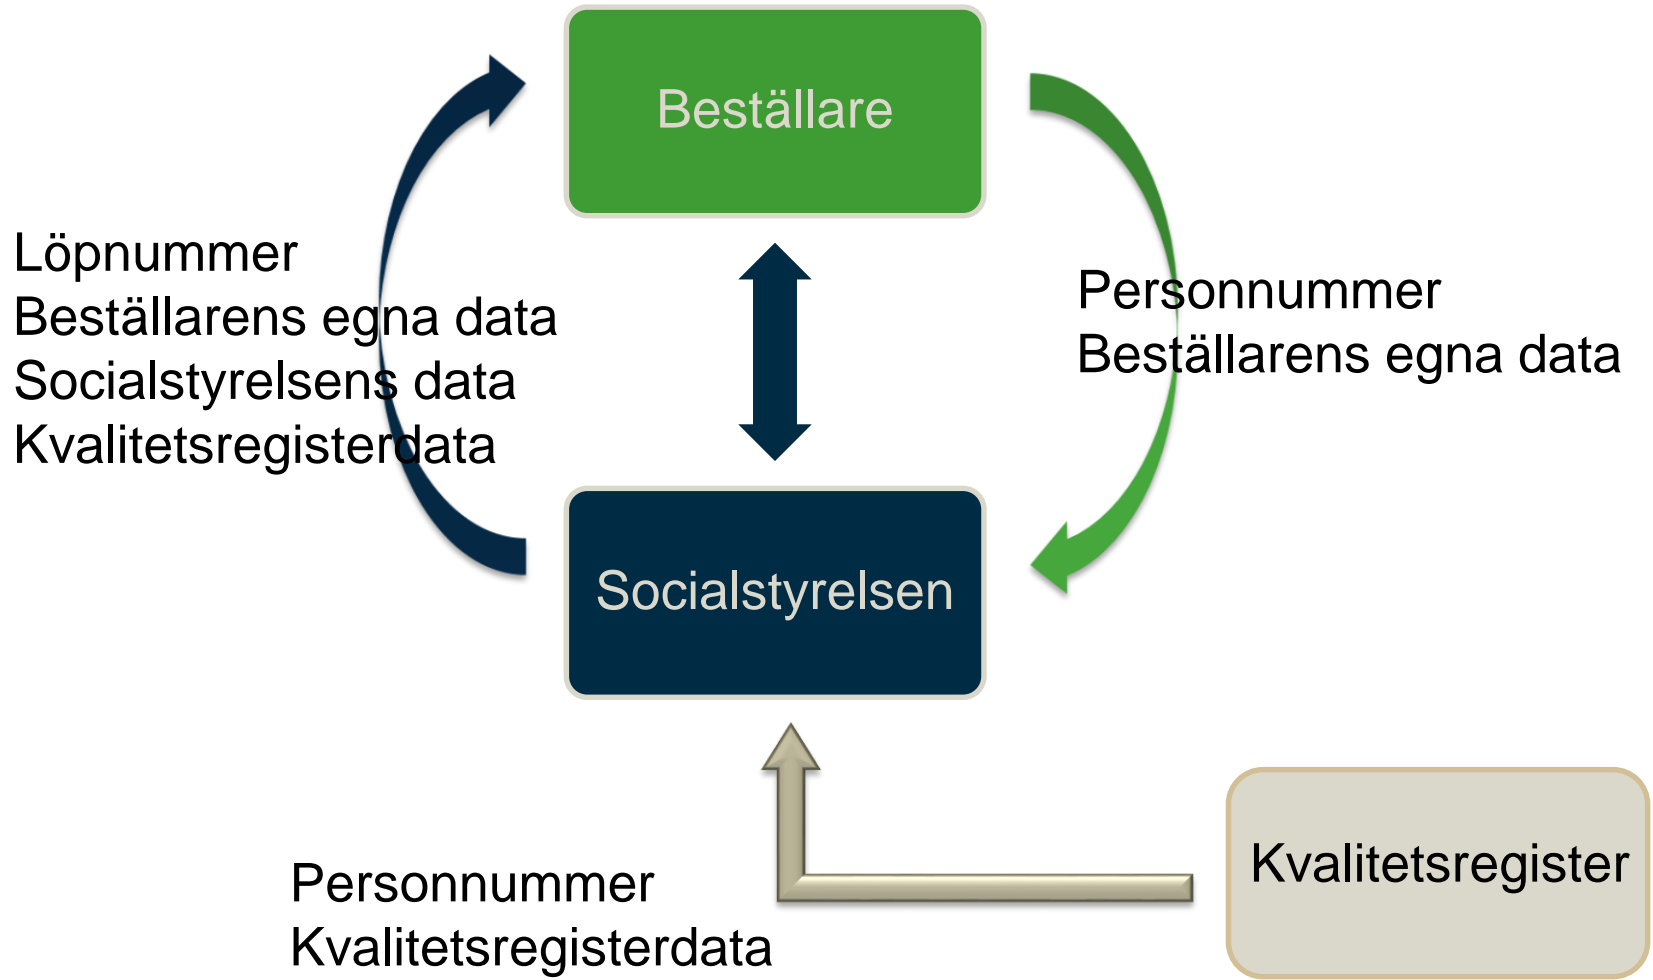 Beställare
Löpnummer
Beställarens egna data
Socialstyrelsens data
Kvalitetsregisterdata
Personnummer
Beställarens egna data
Socialstyrelsen
Kvalitetsregister
Personnummer
Kvalitetsregisterdata